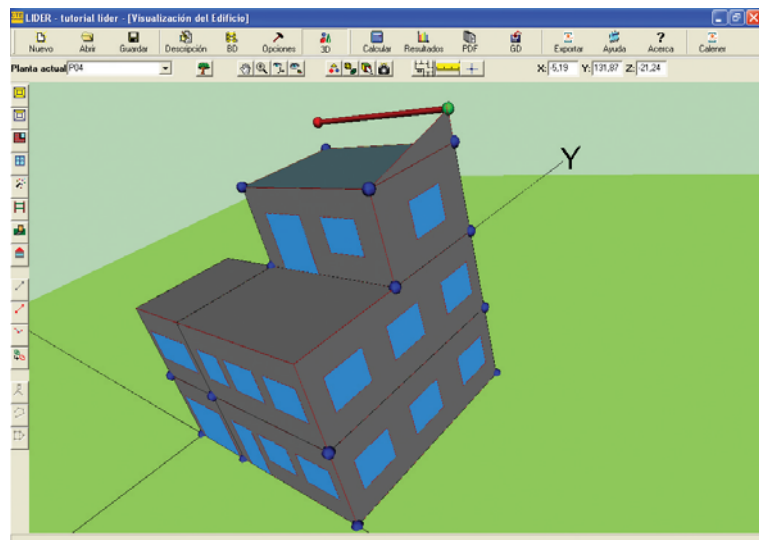 LIDER - tutorial lider - [Visualización del Edificio]
Nuevo Abrir Guardar Descripción BD Opciones 3D Calcular Resultados PDF GD Exportar Ayuda Acerca Calener
Planta actual P04 X: -5,19 Y: 131,87 Z: -21,24
Y